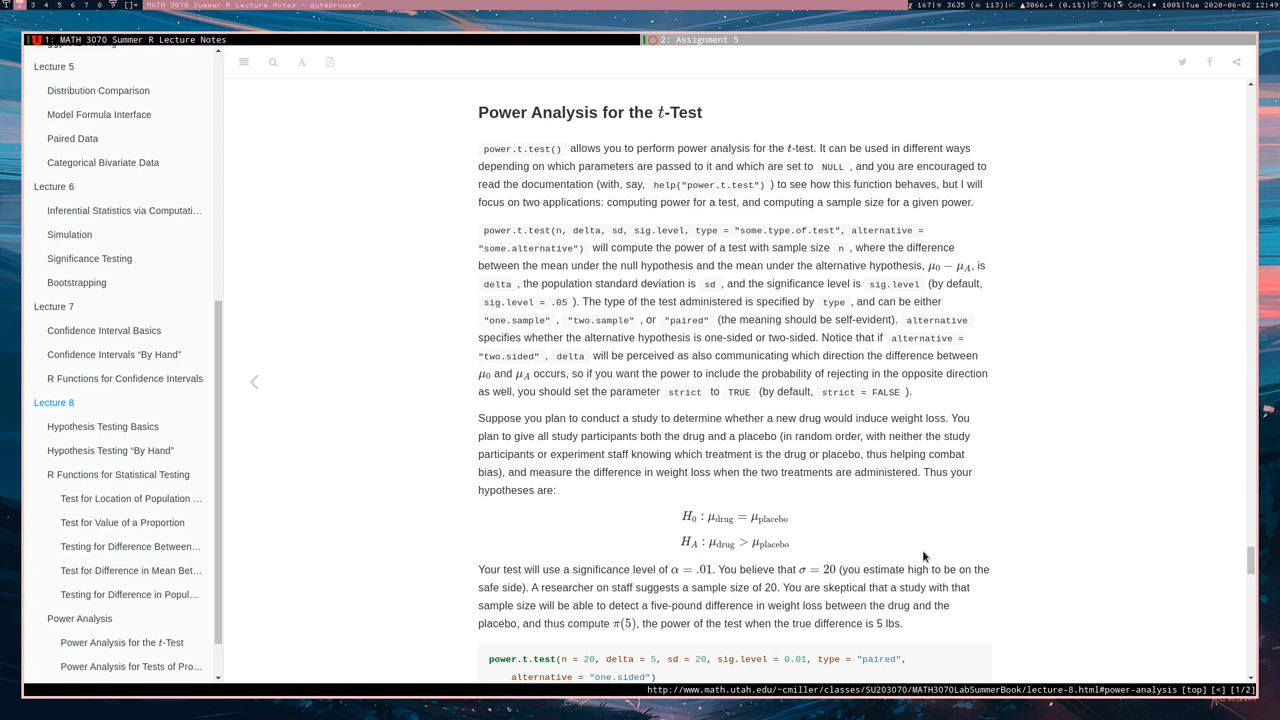 1 2 3 4 5 6 7 8 9 []= MATH 3070 Summer R Lecture Notes - qutebrowser 167| 3635 ( 113)| ▲3066.4 (0.1%)| 76| Con.| 100%|Tue 2020-06-02 12:49
1: MATH 3070 Summer R Lecture Notes
2: Assignment 5
Lecture 5
Distribution Comparison
Model Formula Interface
Paired Data
Categorical Bivariate Data
Lecture 6
Inferential Statistics via Computati…
Simulation
Significance Testing
Bootstrapping
Lecture 7
Confidence Interval Basics
Confidence Intervals “By Hand”
R Functions for Confidence Intervals
Lecture 8
Hypothesis Testing Basics
Hypothesis Testing “By Hand”
R Functions for Statistical Testing
Test for Location of Population …
Test for Value of a Proportion
Testing for Difference Between…
Test for Difference in Mean Bet…
Testing for Difference in Popul…
Power Analysis
Power Analysis for the t-Test
Power Analysis for Tests of Pro…
Power Analysis for the t-Test
power.t.test() allows you to perform power analysis for the t-test. It can be used in different ways
depending on which parameters are passed to it and which are set to NULL , and you are encouraged to
read the documentation (with, say, help("power.t.test") ) to see how this function behaves, but I will
focus on two applications: computing power for a test, and computing a sample size for a given power.
power.t.test(n, delta, sd, sig.level, type = "some.type.of.test", alternative =
"some.alternative") will compute the power of a test with sample size n , where the difference
between the mean under the null hypothesis and the mean under the alternative hypothesis, μ0 − μA, is
delta , the population standard deviation is sd , and the significance level is sig.level (by default,
sig.level = .05 ). The type of the test administered is specified by type , and can be either
"one.sample" , "two.sample" , or "paired" (the meaning should be self-evident). alternative
specifies whether the alternative hypothesis is one-sided or two-sided. Notice that if alternative =
"two.sided" , delta will be perceived as also communicating which direction the difference between
μ0 and μA occurs, so if you want the power to include the probability of rejecting in the opposite direction
as well, you should set the parameter strict to TRUE (by default, strict = FALSE ).
Suppose you plan to conduct a study to determine whether a new drug would induce weight loss. You
plan to give all study participants both the drug and a placebo (in random order, with neither the study
participants or experiment staff knowing which treatment is the drug or placebo, thus helping combat
bias), and measure the difference in weight loss when the two treatments are administered. Thus your
hypotheses are:
H0 : μdrug = μplacebo
HA : μdrug > μplacebo
Your test will use a significance level of α = .01. You believe that σ = 20 (you estimate high to be on the
safe side). A researcher on staff suggests a sample size of 20. You are skeptical that a study with that
sample size will be able to detect a five-pound difference in weight loss between the drug and the
placebo, and thus compute π(5), the power of the test when the true difference is 5 lbs.
power.t.test(n = 20, delta = 5, sd = 20, sig.level = 0.01, type = "paired",
alternative = "one.sided")
http://www.math.utah.edu/~cmiller/classes/SU203070/MATH3070LabSummerBook/lecture-8.html#power-analysis [top] [<] [1/2]